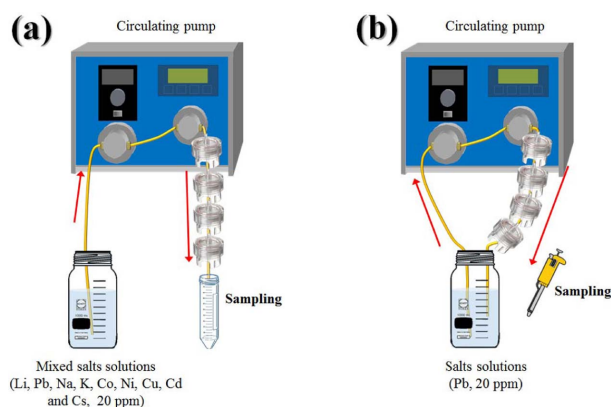 (a)
Circulating pump
Sampling
Mixed salts solutions
(Li, Pb, Na, K, Co, Ni, Cu, Cd
and Cs, 20 ppm)
(b)
Circulating pump
Sampling
Salts solutions
(Pb, 20 ppm)